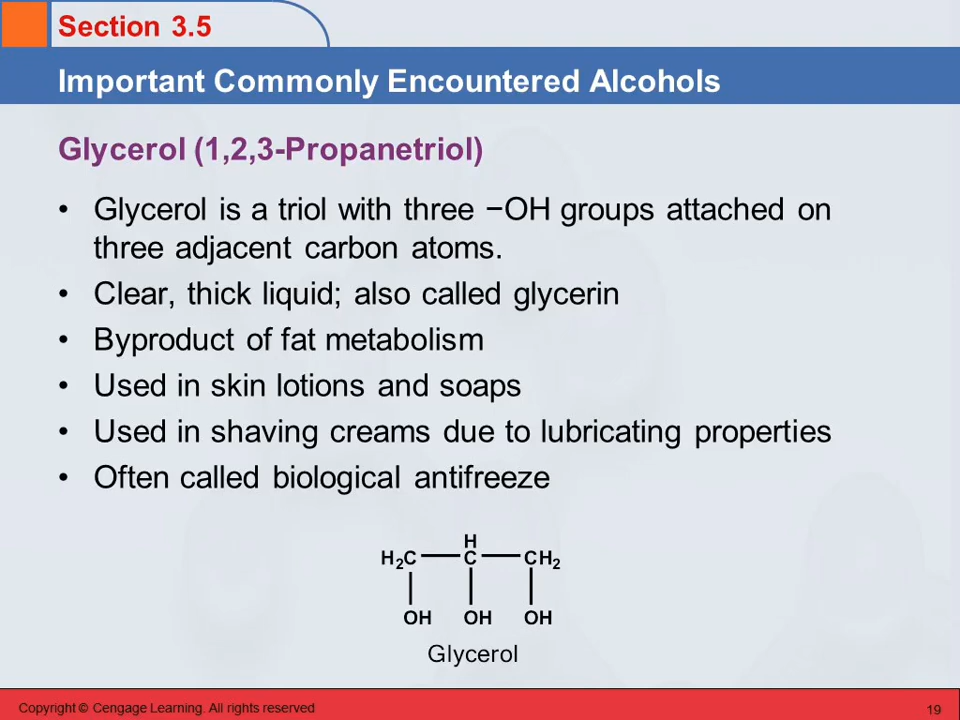 Section 3.5
Important Commonly Encountered Alcohols
Glycerol (1,2,3-Propanetriol)
• Glycerol is a triol with three −OH groups attached on
three adjacent carbon atoms.
• Clear, thick liquid; also called glycerin
• Byproduct of fat metabolism
• Used in skin lotions and soaps
• Used in shaving creams due to lubricating properties
• Often called biological antifreeze
H
H₂C C CH₂
OH OH OH
Glycerol
Copyright © Cengage Learning. All rights reserved 19